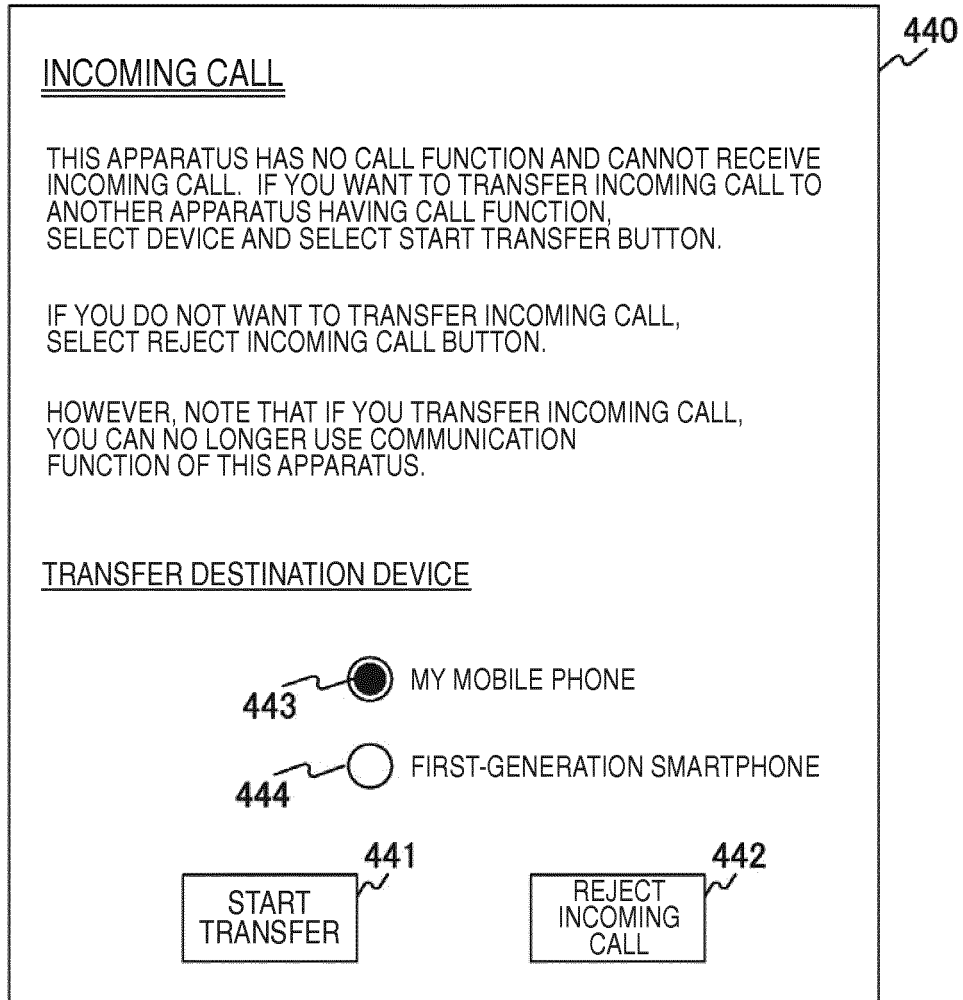 440
INCOMING CALL
THIS APPARATUS HAS NO CALL FUNCTION AND CANNOT RECEIVE
INCOMING CALL. IF YOU WANT TO TRANSFER INCOMING CALL TO
ANOTHER APPARATUS HAVING CALL FUNCTION,
SELECT DEVICE AND SELECT START TRANSFER BUTTON.
IF YOU DO NOT WANT TO TRANSFER INCOMING CALL,
SELECT REJECT INCOMING CALL BUTTON.
HOWEVER, NOTE THAT IF YOU TRANSFER INCOMING CALL,
YOU CAN NO LONGER USE COMMUNICATION
FUNCTION OF THIS APPARATUS.
TRANSFER DESTINATION DEVICE
443 MY MOBILE PHONE
444 FIRST-GENERATION SMARTPHONE
441
START
TRANSFER
442
REJECT
INCOMING
CALL